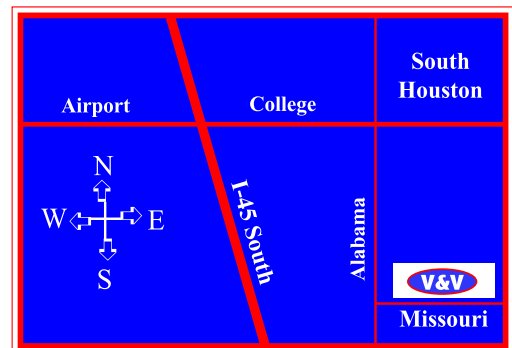 South
Houston
Airport
College
N
W
E
S
I-45 South
Alabama
V&V
Missouri